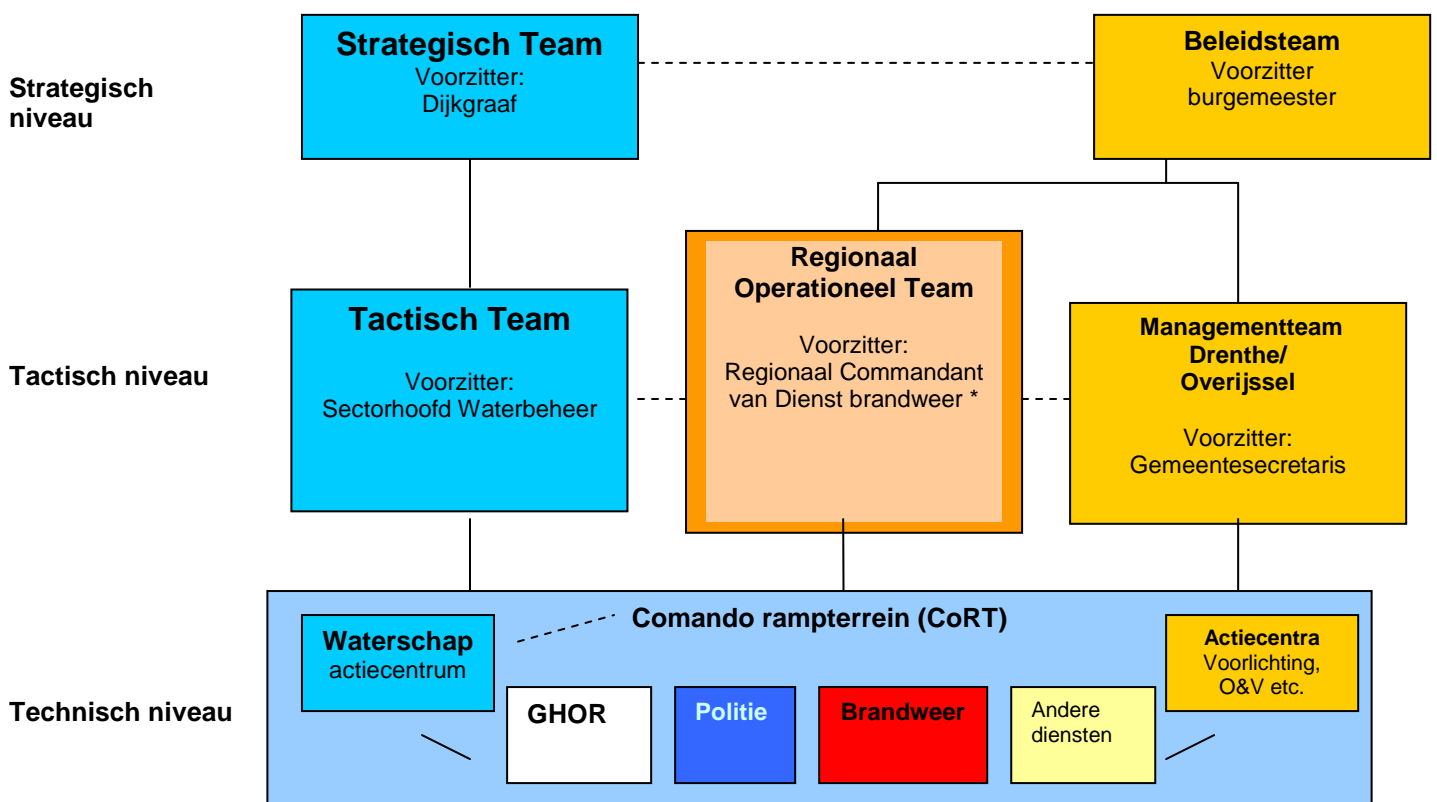 Strategisch
niveau
Strategisch Team
Voorzitter:
Dijkgraaf
Beleidsteam
Voorzitter
burgemeester
Tactisch niveau
Tactisch Team
Voorzitter:
Sectorhoofd Waterbeheer
Regionaal
Operationeel Team
Voorzitter:
Regionaal Commandant
van Dienst brandweer *
Managementteam
Drenthe/
Overijssel
Voorzitter:
Gemeentesecretaris
Technisch niveau
Comando rampterrein (CoRT)
Waterschap
actiecentrum
GHOR
Politie
Brandweer
Andere
diensten
Actiecentra
Voorlichting,
O&V etc.